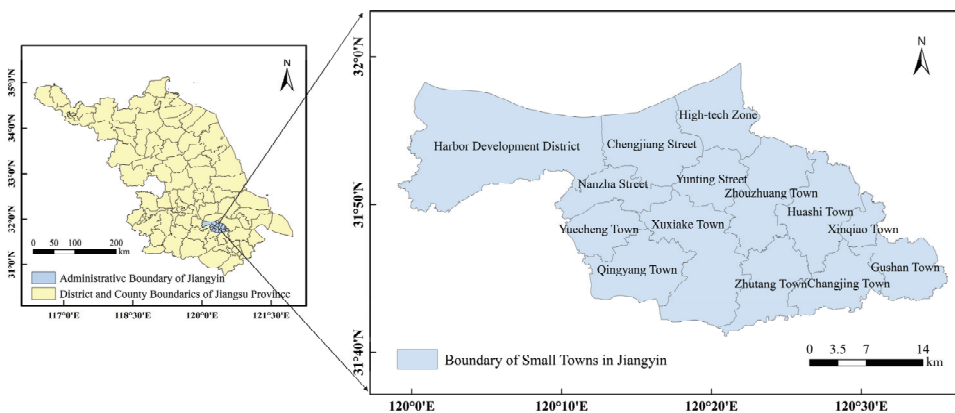 N
35°0'N
34°0'N
33°0'N
32°0'N
31°0'N
0 50 100 200
km
Administrative Boundary of Jiangyin
District and County Boundaries of Jiangsu Province
117°0'E 118°30'E 120°0'E 121°30'E
N
32°0'N
31°50'N
31°40'N
High-tech Zone
Harbor Development District
Chengjiang Street
Nanzha Street
Yunting Street
Zhouzhuang Town
Huashi Town
Yuecheng Town
Xuxiake Town
Xinqiao Town
Qingyang Town
Gushan Town
Zhutang Town
Changjing Town
Boundary of Small Towns in Jiangyin
0 3.5 7 14
km
120°0'E 120°10'E 120°20'E 120°30'E